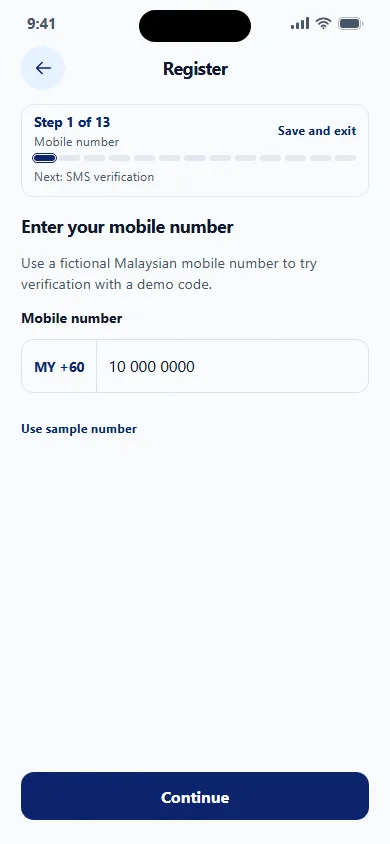 9:41
Register
Step 1 of 13
Save and exit
Mobile number
Next: SMS verification
Enter your mobile number
Use a fictional Malaysian mobile number to try
verification with a demo code.
Mobile number
MY +60 10 000 0000
Use sample number
Continue